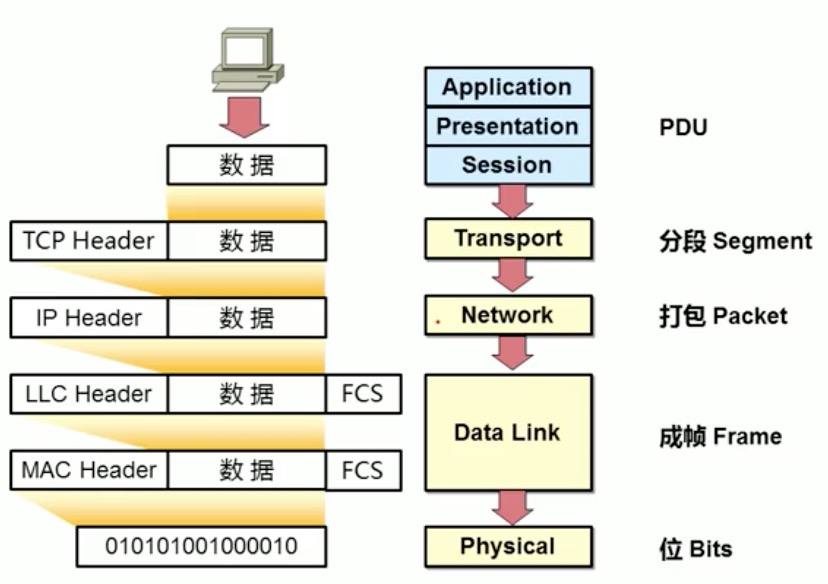 Application
Presentation
PDU
数据
Session
TCP Header
数据
Transport
分段 Segment
IP Header
数据
Network
打包 Packet
LLC Header
数据
FCS
Data Link
成帧 Frame
MAC Header
数据
FCS
010101001000010
Physical
位 Bits